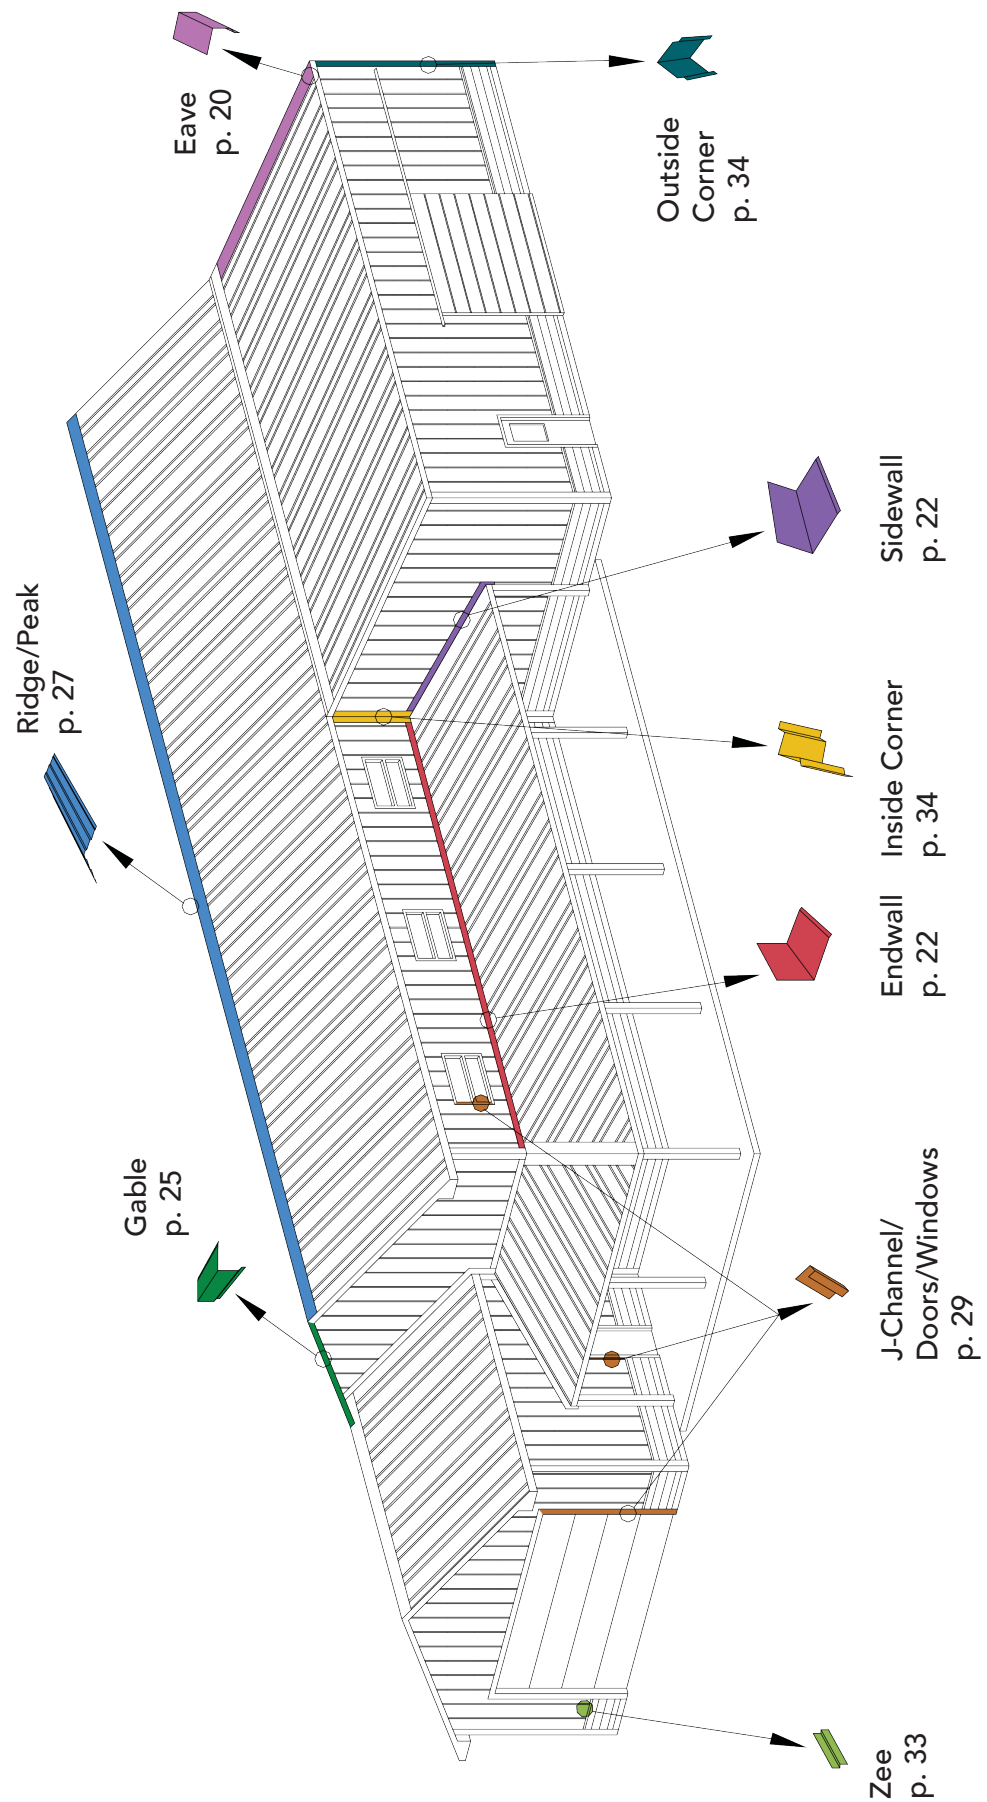 Zee
p. 33
Gable
p. 25
Ridge/Peak
p. 27
Eave
p. 20
J-Channel/
Doors/Windows
p. 29
Endwall
p. 22
Inside Corner
p. 34
Sidewall
p. 22
Outside
Corner
p. 34